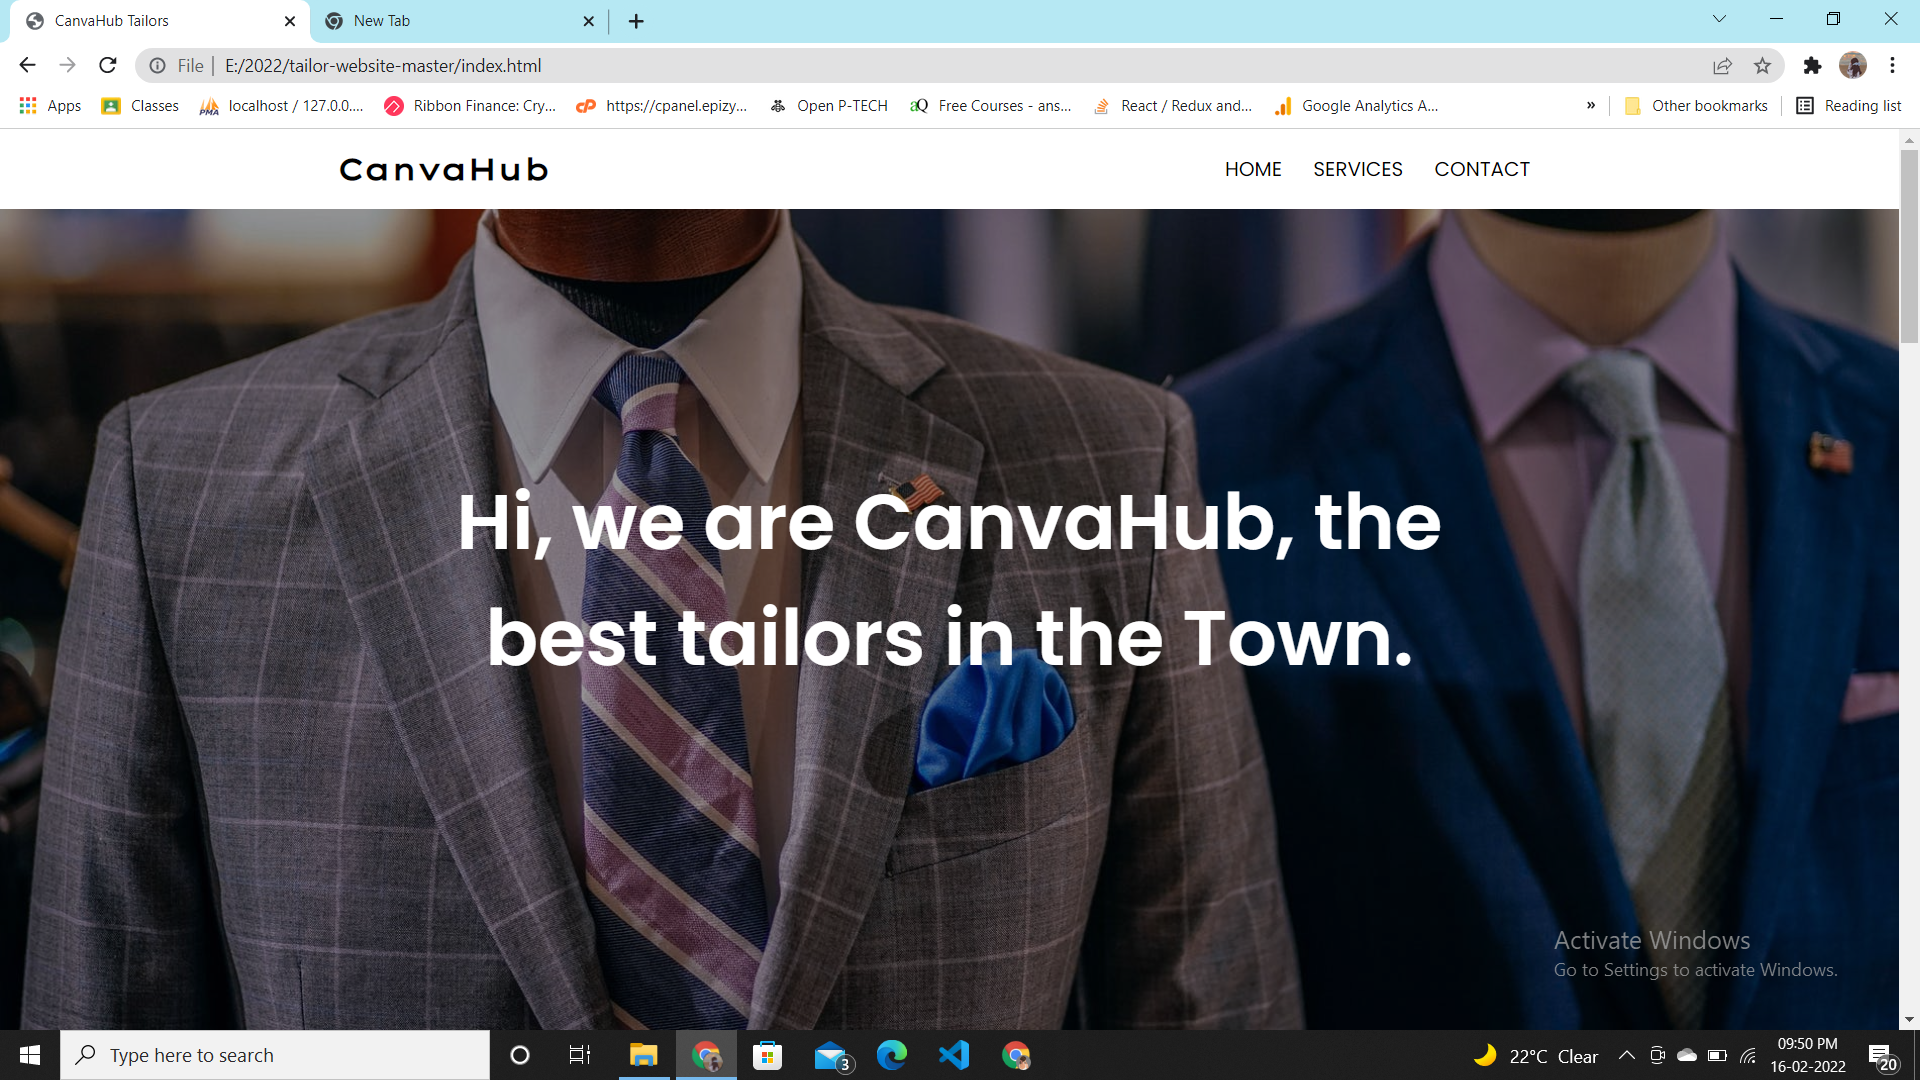 CanvaHub Tailors
New Tab
File
E:/2022/tailor-website-master/index.html
Apps
Classes
localhost / 127.0.0....
Ribbon Finance: Cry...
https://cpanel.epizy...
Open P-TECH
Free Courses - ans...
React / Redux and...
Google Analytics A...
»
Other bookmarks
Reading list
CanvaHub
HOME
SERVICES
CONTACT
Hi, we are CanvaHub, the
best tailors in the Town.
Activate Windows
Go to Settings to activate Windows.
Type here to search
3
22°C Clear
09:50 PM
16-02-2022
20